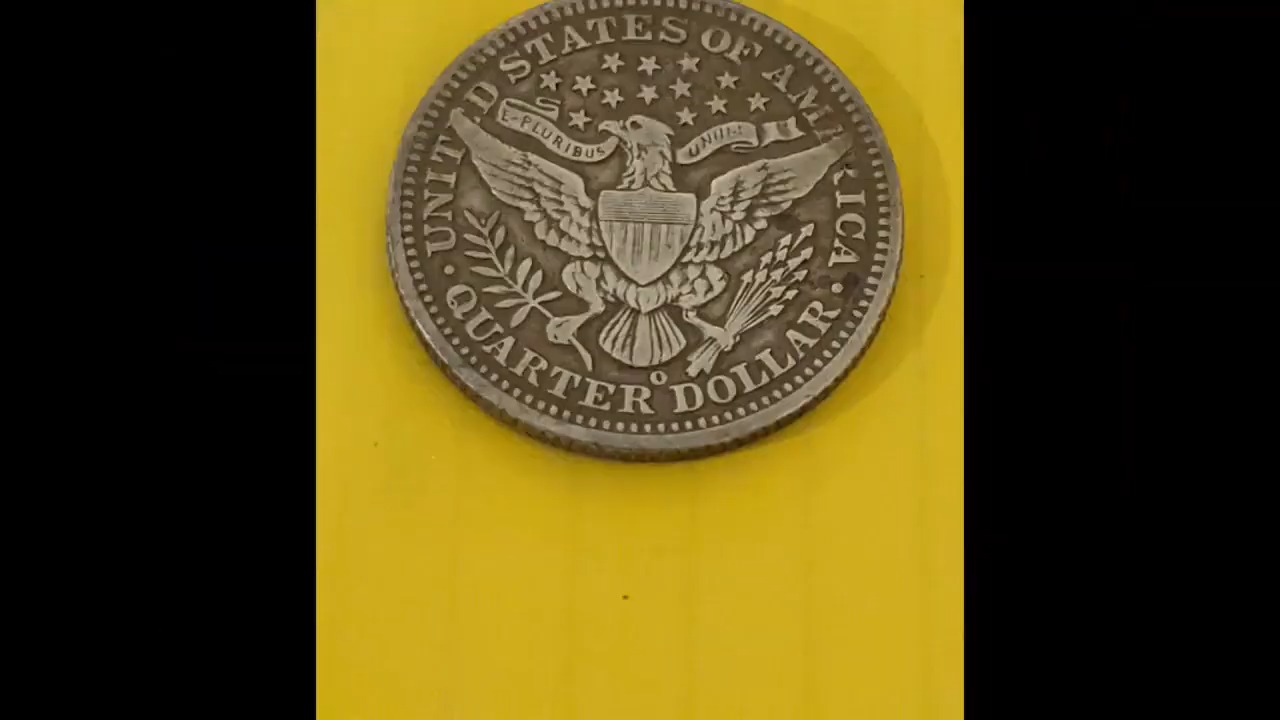 UNITED STATES OF AMERICA
E·PLURIBUS UNUM
O
· QUARTER DOLLAR ·